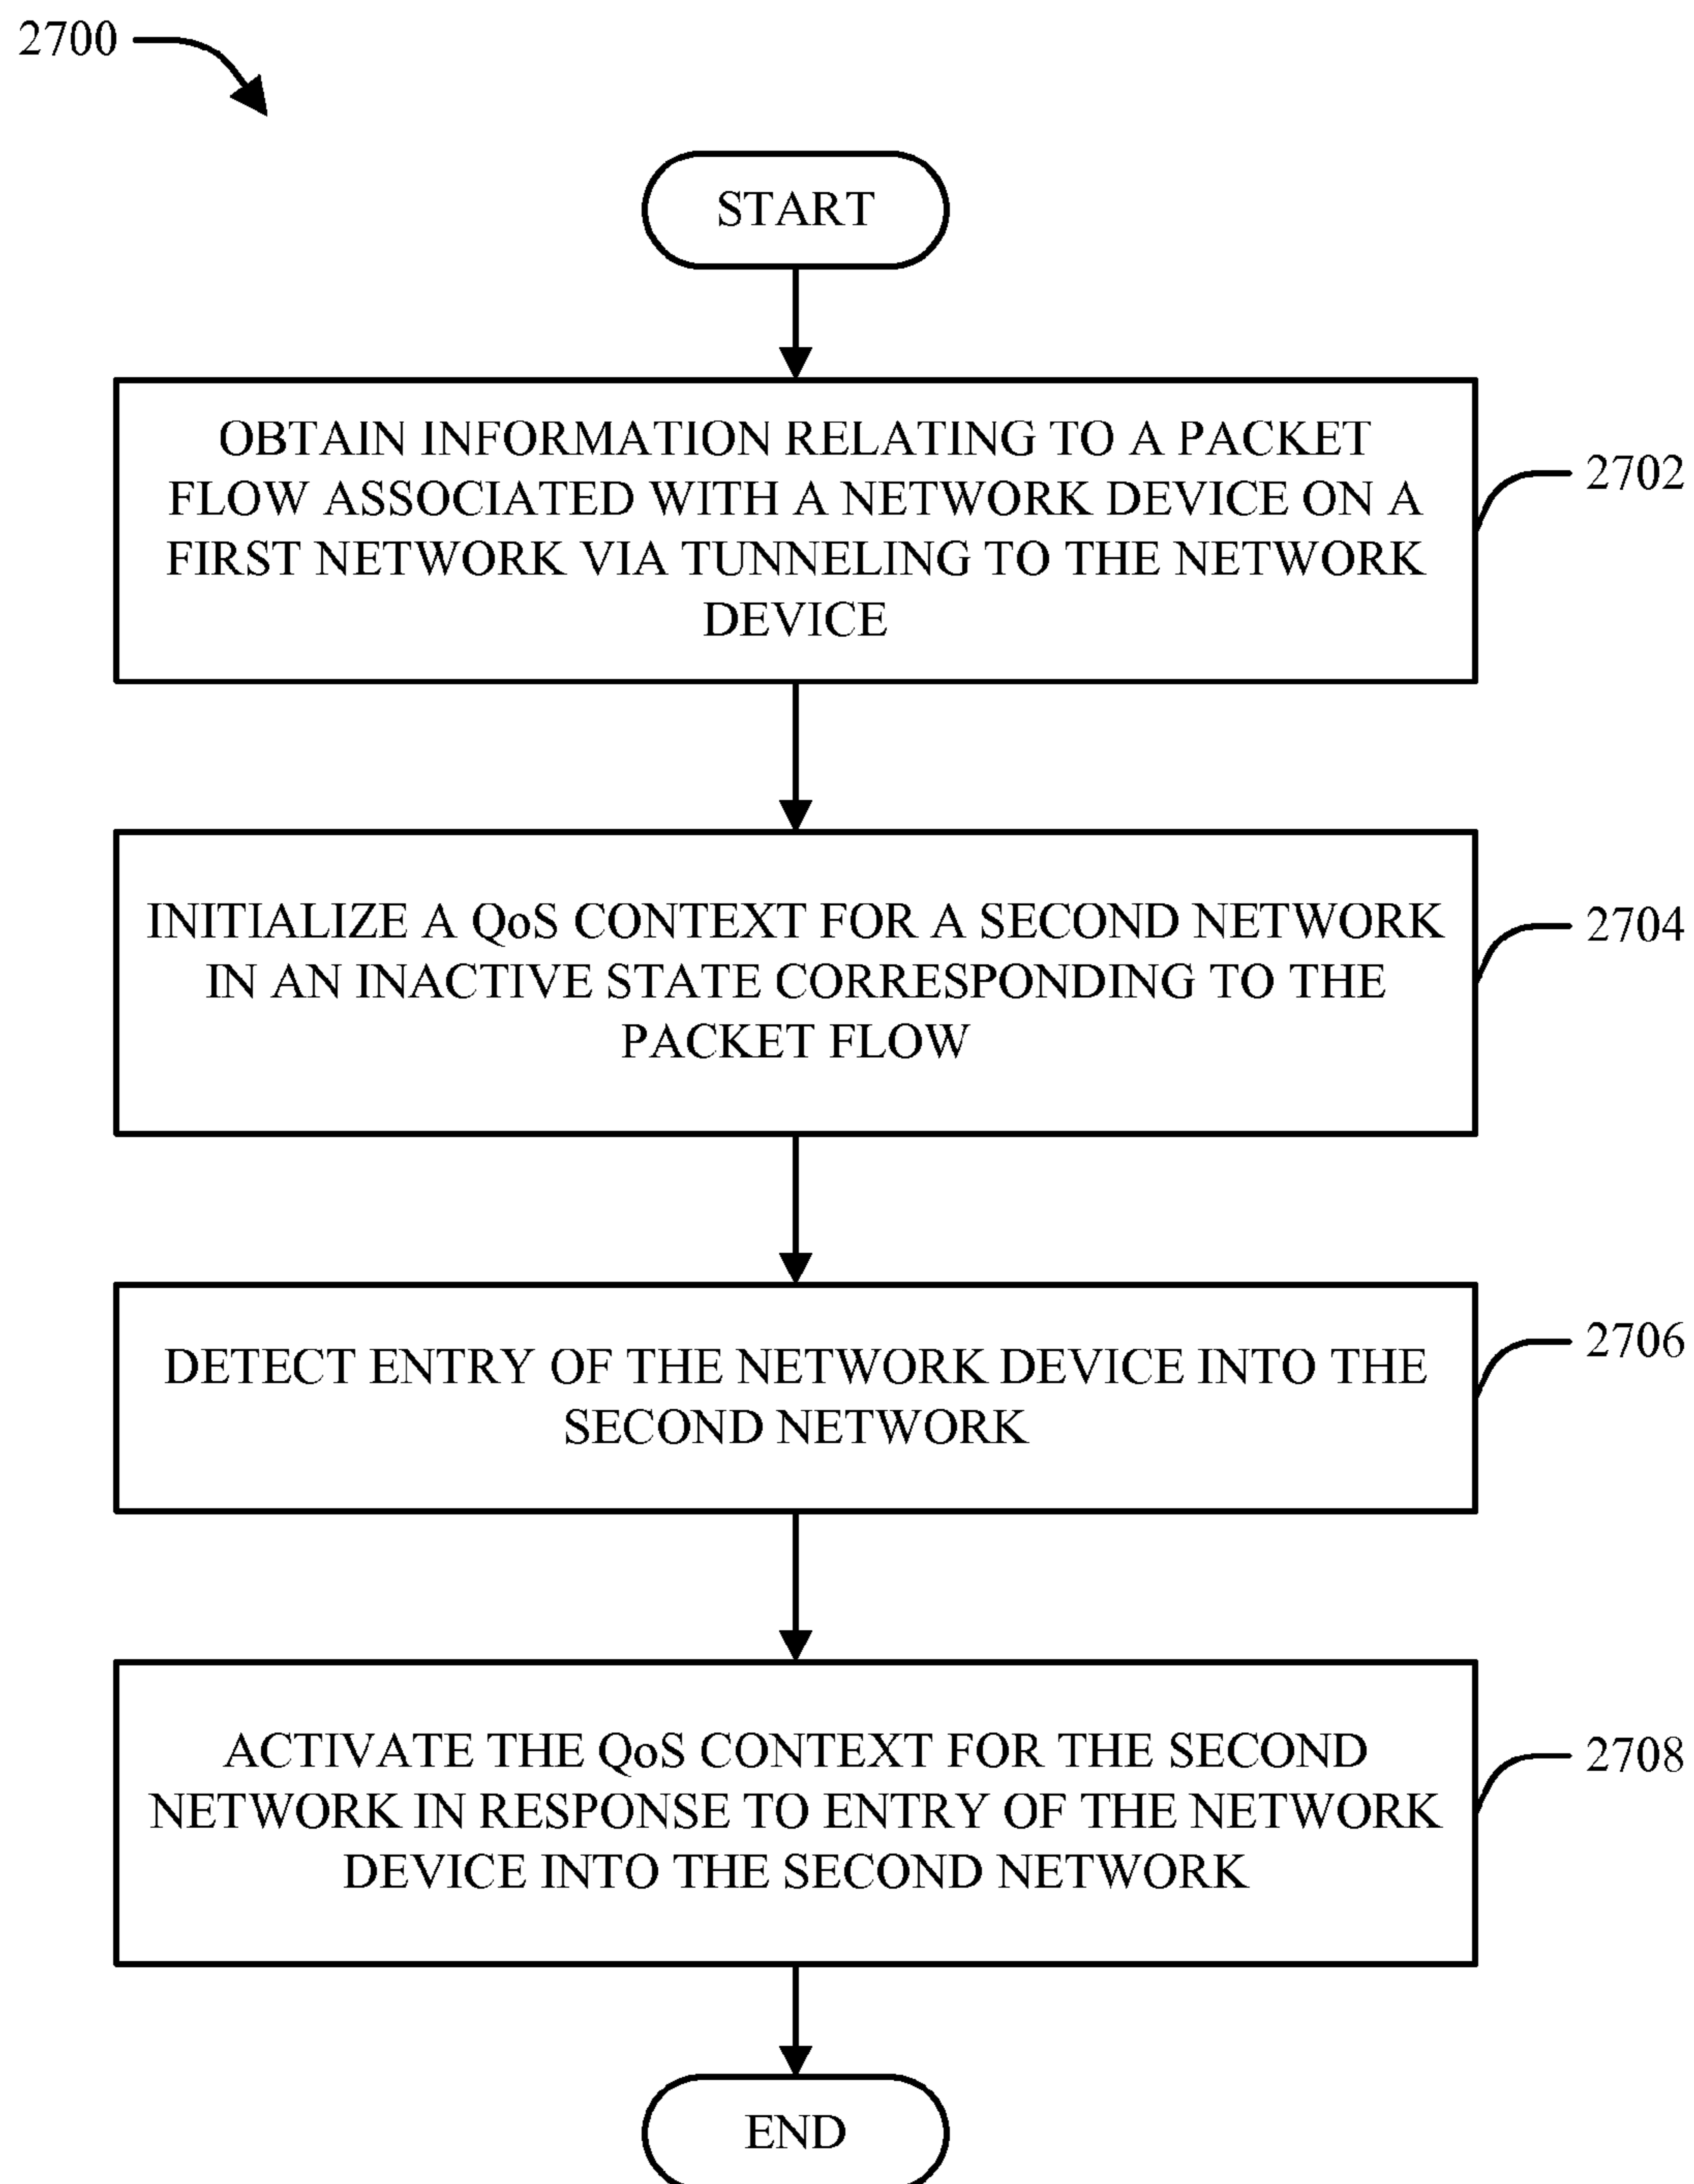 2700
START
OBTAIN INFORMATION RELATING TO A PACKET
FLOW ASSOCIATED WITH A NETWORK DEVICE ON A
FIRST NETWORK VIA TUNNELING TO THE NETWORK
DEVICE
2702
INITIALIZE A QoS CONTEXT FOR A SECOND NETWORK
IN AN INACTIVE STATE CORRESPONDING TO THE
PACKET FLOW
2704
DETECT ENTRY OF THE NETWORK DEVICE INTO THE
SECOND NETWORK
2706
ACTIVATE THE QoS CONTEXT FOR THE SECOND
NETWORK IN RESPONSE TO ENTRY OF THE NETWORK
DEVICE INTO THE SECOND NETWORK
2708
END